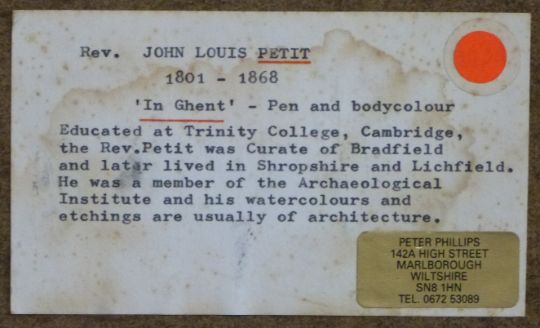 Rev. JOHN LOUIS PETIT
1801 - 1868
'In Ghent' - Pen and bodycolour
Educated at Trinity College, Cambridge,
the Rev.Petit was Curate of Bradfield
and later lived in Shropshire and Lichfield.
He was a member of the Archaeological
Institute and his watercolours and
etchings are usually of architecture.
PETER PHILLIPS
142A HIGH STREET
MARLBOROUGH
WILTSHIRE
SN8 1HN
TEL. 0672 53089